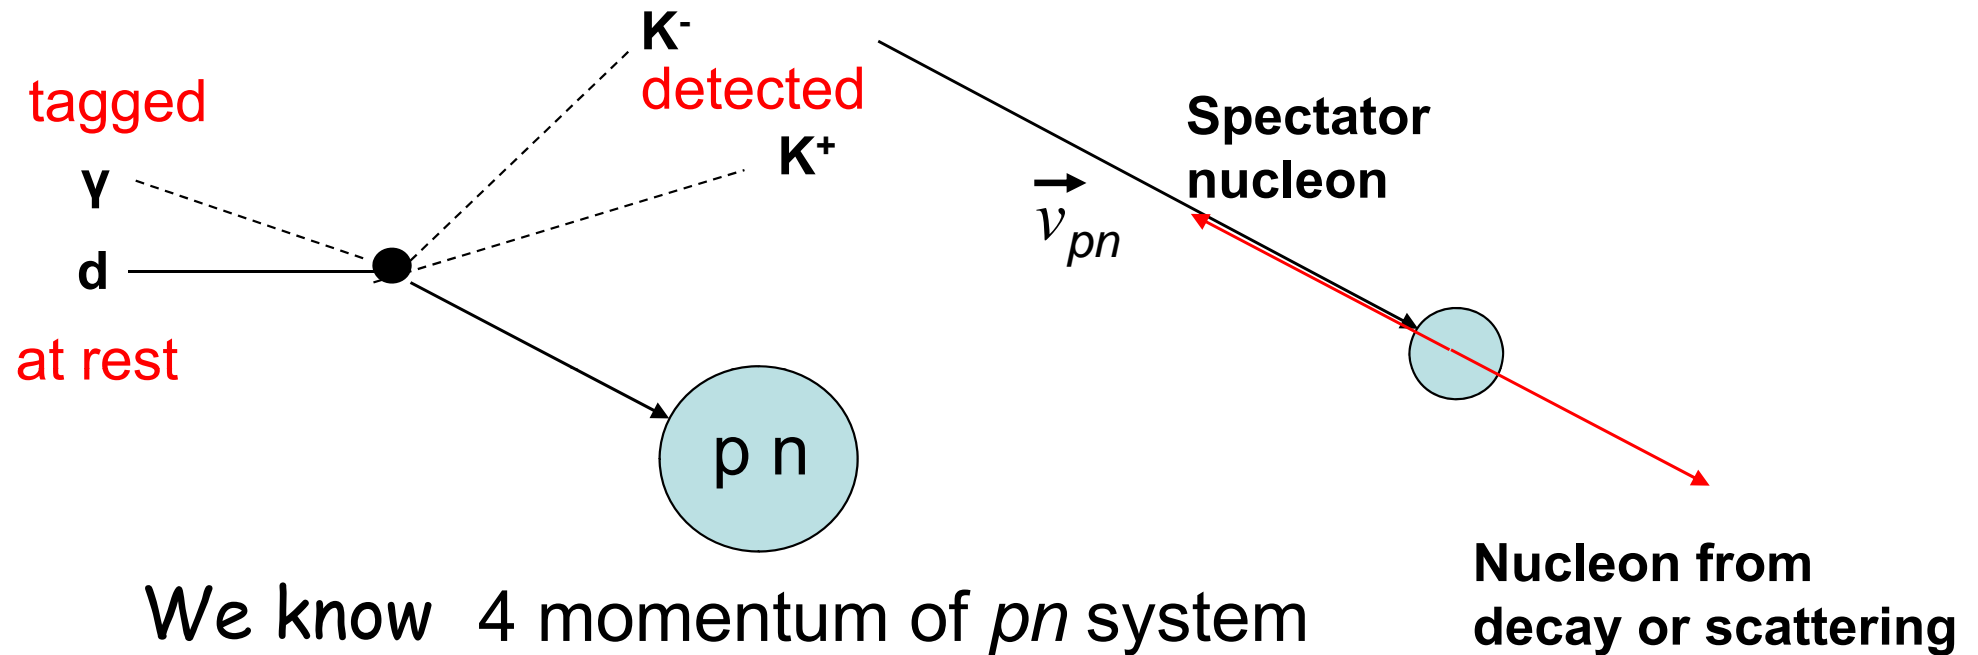 K⁻
detected
tagged
K⁺
γ
d
at rest
p n
Spectator
nucleon
v⃗pn
Nucleon from
decay or scattering
We know 4 momentum of pn system